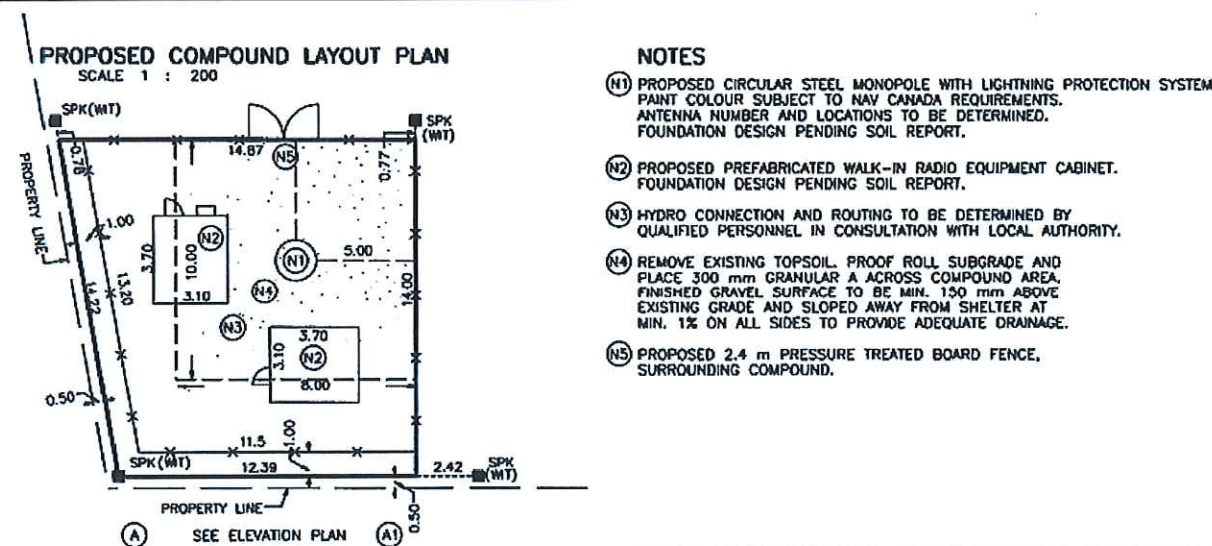 PROPOSED COMPOUND LAYOUT PLAN
SCALE 1 : 200
SPK(WIT)
SPK
(WIT)
14.87
N5
0.78
0.77
PROPERTY LINE
1.00
N2
3.70
10.00
3.10
N1
5.00
N4
14.00
13.20
14.22
N3
3.70
3.10
N2
8.00
0.50
11.5
1.00
SPK(WIT)
12.39
2.42
SPK
(WIT)
PROPERTY LINE
0.50
A SEE ELEVATION PLAN A1
NOTES
N1 PROPOSED CIRCULAR STEEL MONOPOLE WITH LIGHTNING PROTECTION SYSTEM
PAINT COLOUR SUBJECT TO NAV CANADA REQUIREMENTS.
ANTENNA NUMBER AND LOCATIONS TO BE DETERMINED.
FOUNDATION DESIGN PENDING SOIL REPORT.
N2 PROPOSED PREFABRICATED WALK-IN RADIO EQUIPMENT CABINET.
FOUNDATION DESIGN PENDING SOIL REPORT.
N3 HYDRO CONNECTION AND ROUTING TO BE DETERMINED BY
QUALIFIED PERSONNEL IN CONSULTATION WITH LOCAL AUTHORITY.
N4 REMOVE EXISTING TOPSOIL. PROOF ROLL SUBGRADE AND
PLACE 300 mm GRANULAR A ACROSS COMPOUND AREA.
FINISHED GRAVEL SURFACE TO BE MIN. 150 mm ABOVE
EXISTING GRADE AND SLOPED AWAY FROM SHELTER AT
MIN. 1% ON ALL SIDES TO PROVIDE ADEQUATE DRAINAGE.
N5 PROPOSED 2.4 m PRESSURE TREATED BOARD FENCE,
SURROUNDING COMPOUND.